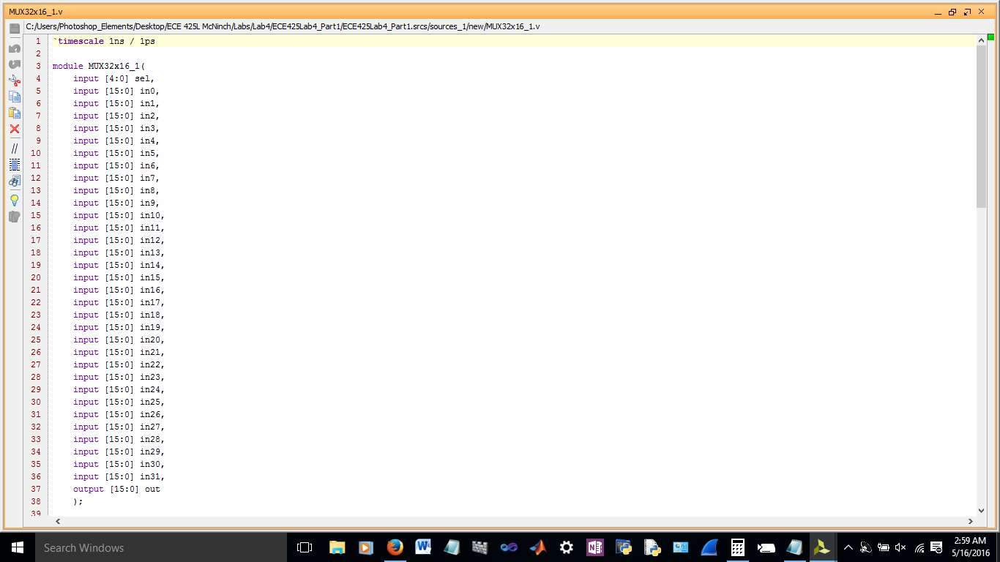 MUX32x16_1.v
C:/Users/Photoshop_Elements/Desktop/ECE 425L McNinch/Labs/Lab4/ECE425Lab4_Part1/ECE425Lab4_Part1.srcs/sources_1/new/MUX32x16_1.v
1 `timescale 1ns / 1ps
2
3 module MUX32x16_1(
4 input [4:0] sel,
5 input [15:0] in0,
6 input [15:0] in1,
7 input [15:0] in2,
8 input [15:0] in3,
9 input [15:0] in4,
10 input [15:0] in5,
11 input [15:0] in6,
12 input [15:0] in7,
13 input [15:0] in8,
14 input [15:0] in9,
15 input [15:0] in10,
16 input [15:0] in11,
17 input [15:0] in12,
18 input [15:0] in13,
19 input [15:0] in14,
20 input [15:0] in15,
21 input [15:0] in16,
22 input [15:0] in17,
23 input [15:0] in18,
24 input [15:0] in19,
25 input [15:0] in20,
26 input [15:0] in21,
27 input [15:0] in22,
28 input [15:0] in23,
29 input [15:0] in24,
30 input [15:0] in25,
31 input [15:0] in26,
32 input [15:0] in27,
33 input [15:0] in28,
34 input [15:0] in29,
35 input [15:0] in30,
36 input [15:0] in31,
37 output [15:0] out
38 );
39
Search Windows
2:59 AM
5/16/2016